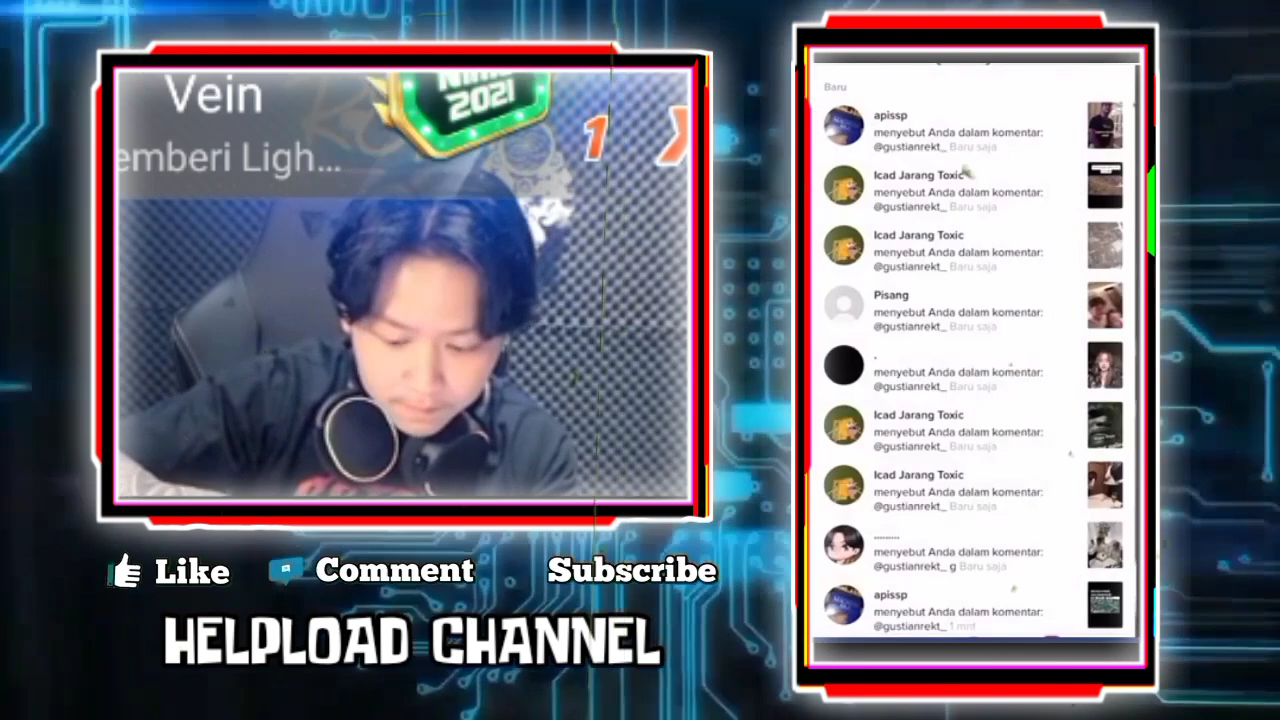 Vein
emberi Ligh...
2021
1
Like
Comment
Subscribe
HELPLOAD CHANNEL
Baru
apissp
menyebut Anda dalam komentar:
@gustianrekt_ Baru saja
Icad Jarang Toxic
menyebut Anda dalam komentar:
@gustianrekt_ Baru saja
Icad Jarang Toxic
menyebut Anda dalam komentar:
@gustianrekt_ Baru saja
Pisang
menyebut Anda dalam komentar:
@gustianrekt_ Baru saja
.
menyebut Anda dalam komentar:
@gustianrekt_ Baru saja
Icad Jarang Toxic
menyebut Anda dalam komentar:
@gustianrekt_ Baru saja
Icad Jarang Toxic
menyebut Anda dalam komentar:
@gustianrekt_ Baru saja
.........
menyebut Anda dalam komentar:
@gustianrekt_ g Baru saja
apissp
menyebut Anda dalam komentar:
@gustianrekt_ 1 mnt